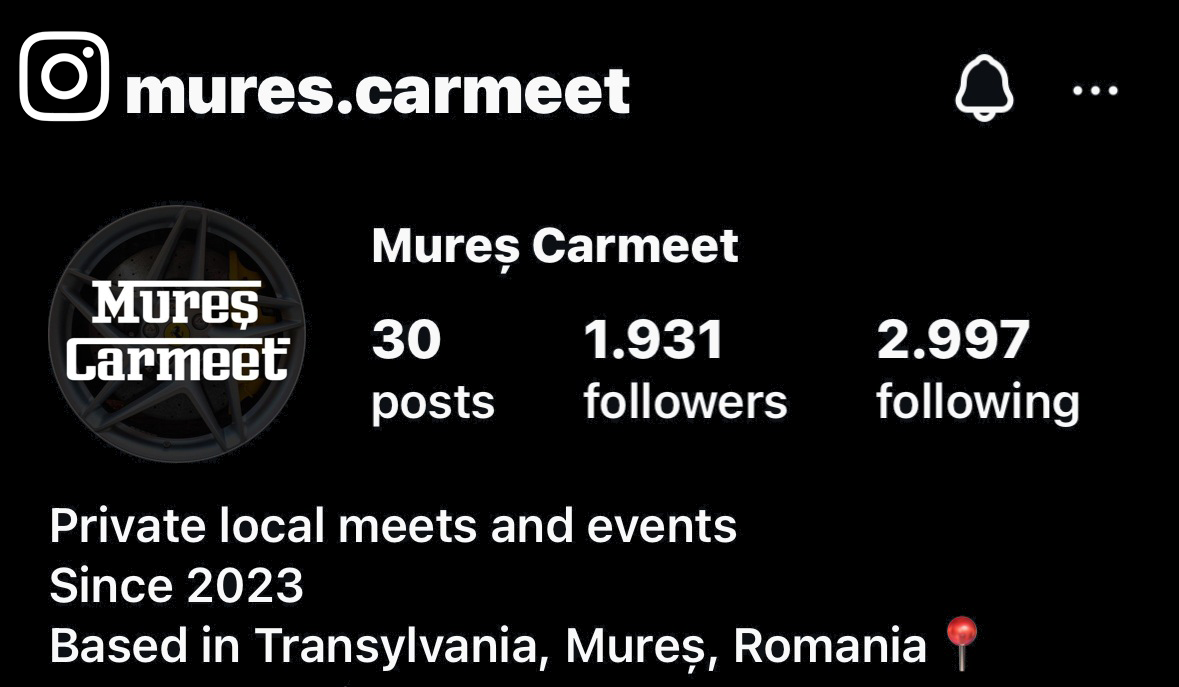 mures.carmeet
Mureș Carmeet
Mureș
Carmeet
30 1.931 2.997
posts followers following
Private local meets and events
Since 2023
Based in Transylvania, Mureș, Romania 📍